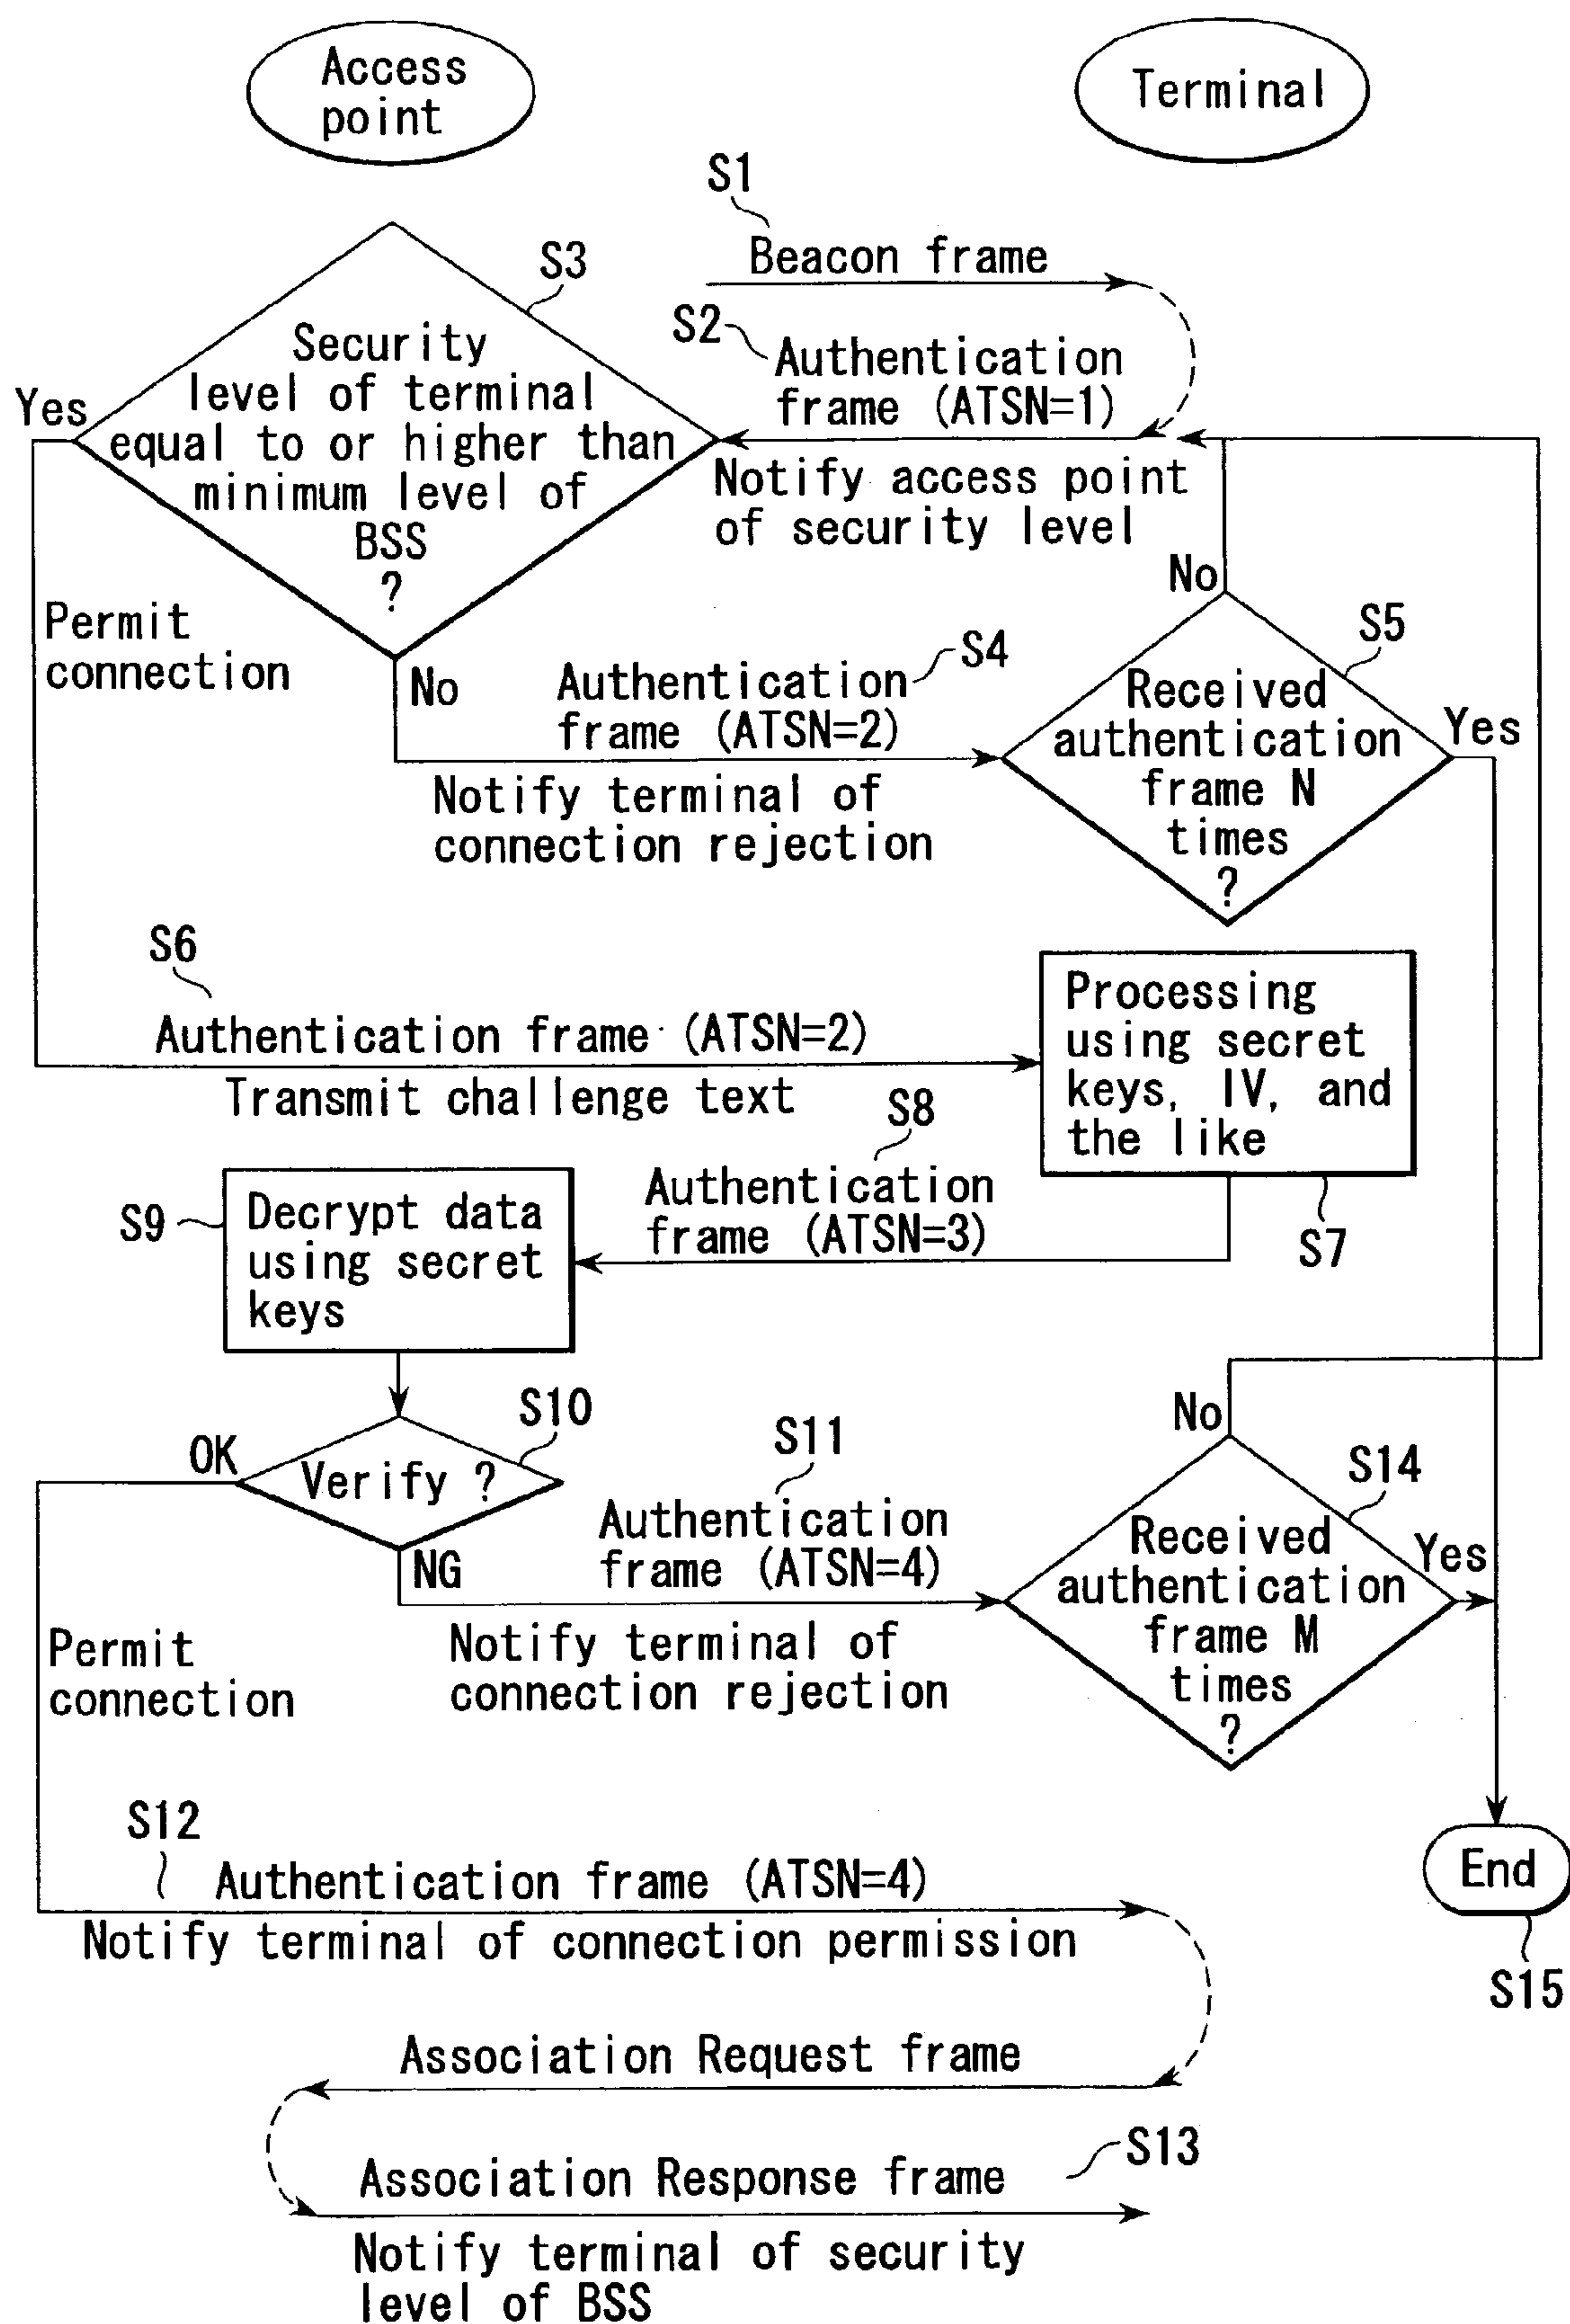 Access
point
Terminal
S1
Beacon frame
S3
S2
Authentication
frame (ATSN=1)
Security
level of terminal
equal to or higher than
minimum level of
BSS
?
Yes
Notify access point
of security level
No
S5
Permit
connection
No
S4
Authentication
frame (ATSN=2)
Notify terminal of
connection rejection
Received
authentication
frame N
times
?
Yes
S6
Authentication frame (ATSN=2)
Transmit challenge text
Processing
using secret
keys, IV, and
the like
S7
S8
Authentication
frame (ATSN=3)
S9
Decrypt data
using secret
keys
S10
Verify ?
OK
NG
S11
Authentication
frame (ATSN=4)
Notify terminal of
connection rejection
No
S14
Received
authentication
frame M
times
?
Yes
Permit
connection
S12
Authentication frame (ATSN=4)
Notify terminal of connection permission
End
S15
Association Request frame
S13
Association Response frame
Notify terminal of security
level of BSS